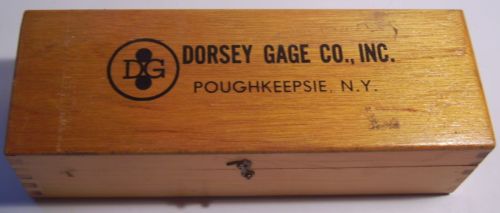 DG
DORSEY GAGE CO., INC.
POUGHKEEPSIE, N.Y.